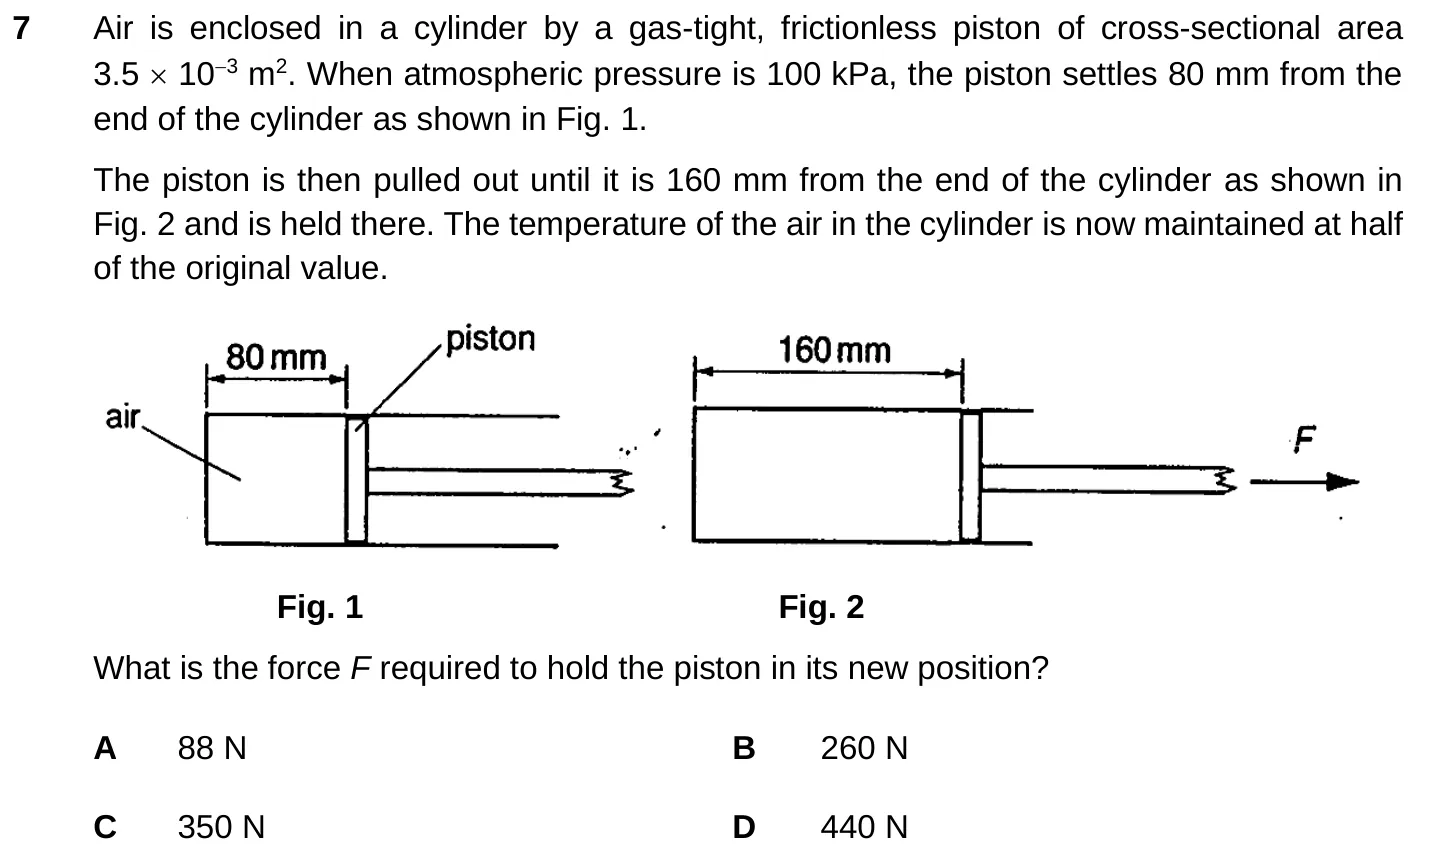 7 Air is enclosed in a cylinder by a gas-tight, frictionless piston of cross-sectional area
3.5 × 10⁻³ m². When atmospheric pressure is 100 kPa, the piston settles 80 mm from the
end of the cylinder as shown in Fig. 1.
The piston is then pulled out until it is 160 mm from the end of the cylinder as shown in
Fig. 2 and is held there. The temperature of the air in the cylinder is now maintained at half
of the original value.
80 mm
piston
160 mm
air
F
Fig. 1
Fig. 2
What is the force F required to hold the piston in its new position?
A 88 N
B 260 N
C 350 N
D 440 N